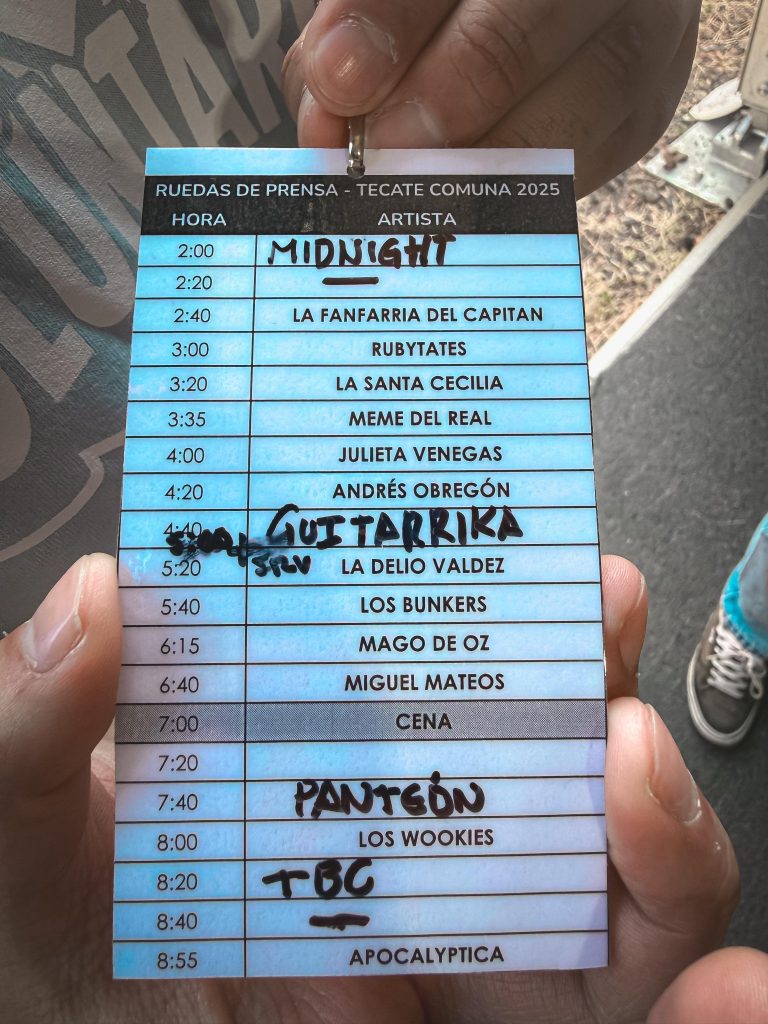 RUEDAS DE PRENSA - TECATE COMUNA 2025
HORA ARTISTA
2:00 MIDNIGHT
2:20 —
2:40 LA FANFARRIA DEL CAPITAN
3:00 RUBYTATES
3:20 LA SANTA CECILIA
3:35 MEME DEL REAL
4:00 JULIETA VENEGAS
4:20 ANDRÉS OBREGÓN
4:40 GUITARRIKA
5:20 LA DELIO VALDEZ
5:40 LOS BUNKERS
6:15 MAGO DE OZ
6:40 MIGUEL MATEOS
7:00 CENA
7:20
7:40 PANTEÓN
8:00 LOS WOOKIES
8:20 TBC
8:40 —
8:55 APOCALYPTICA